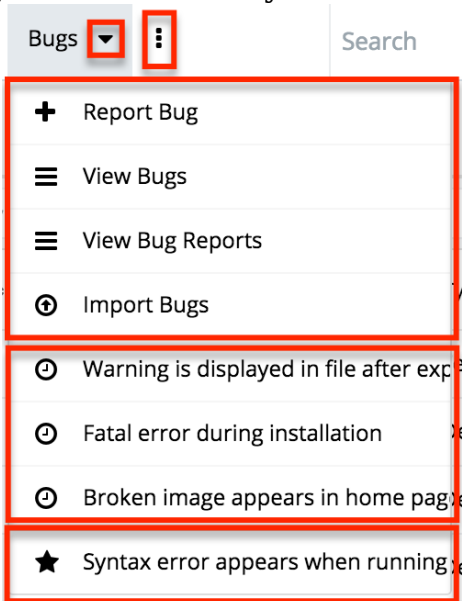 Bugs
Search
Report Bug
View Bugs
View Bug Reports
Import Bugs
Warning is displayed in file after exp
Fatal error during installation
Broken image appears in home pag
Syntax error appears when running